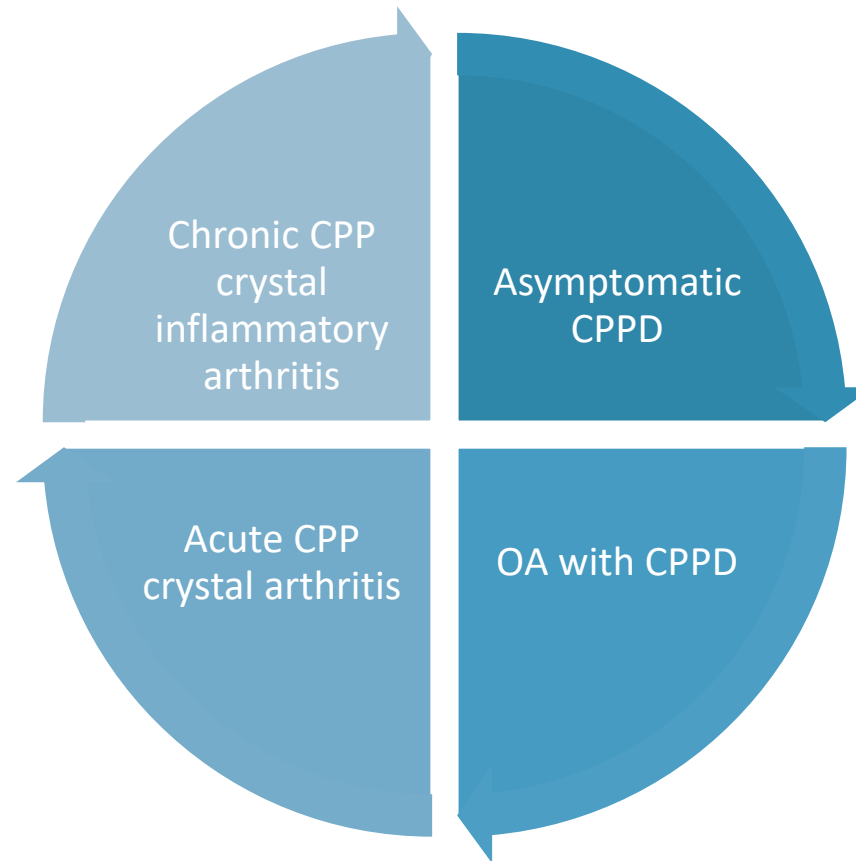 Chronic CPP
crystal
inflammatory
arthritis
Asymptomatic
CPPD
Acute CPP
crystal arthritis
OA with CPPD